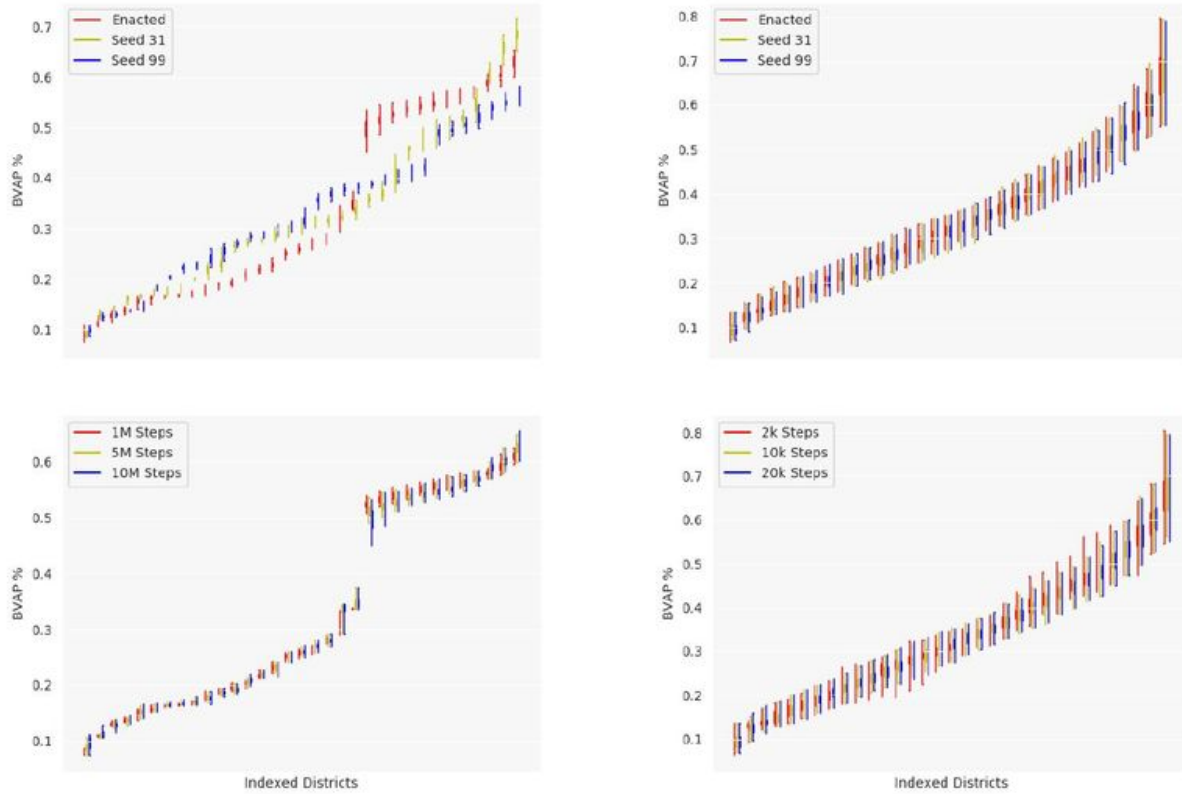 0.7
0.6
0.5
0.4
0.3
0.2
0.1
BVAP %
Enacted
Seed 31
Seed 99
0.8
0.7
0.6
0.5
0.4
0.3
0.2
0.1
BVAP %
Enacted
Seed 31
Seed 99
0.6
0.5
0.4
0.3
0.2
0.1
BVAP %
1M Steps
5M Steps
10M Steps
Indexed Districts
0.8
0.7
0.6
0.5
0.4
0.3
0.2
0.1
BVAP %
2k Steps
10k Steps
20k Steps
Indexed Districts